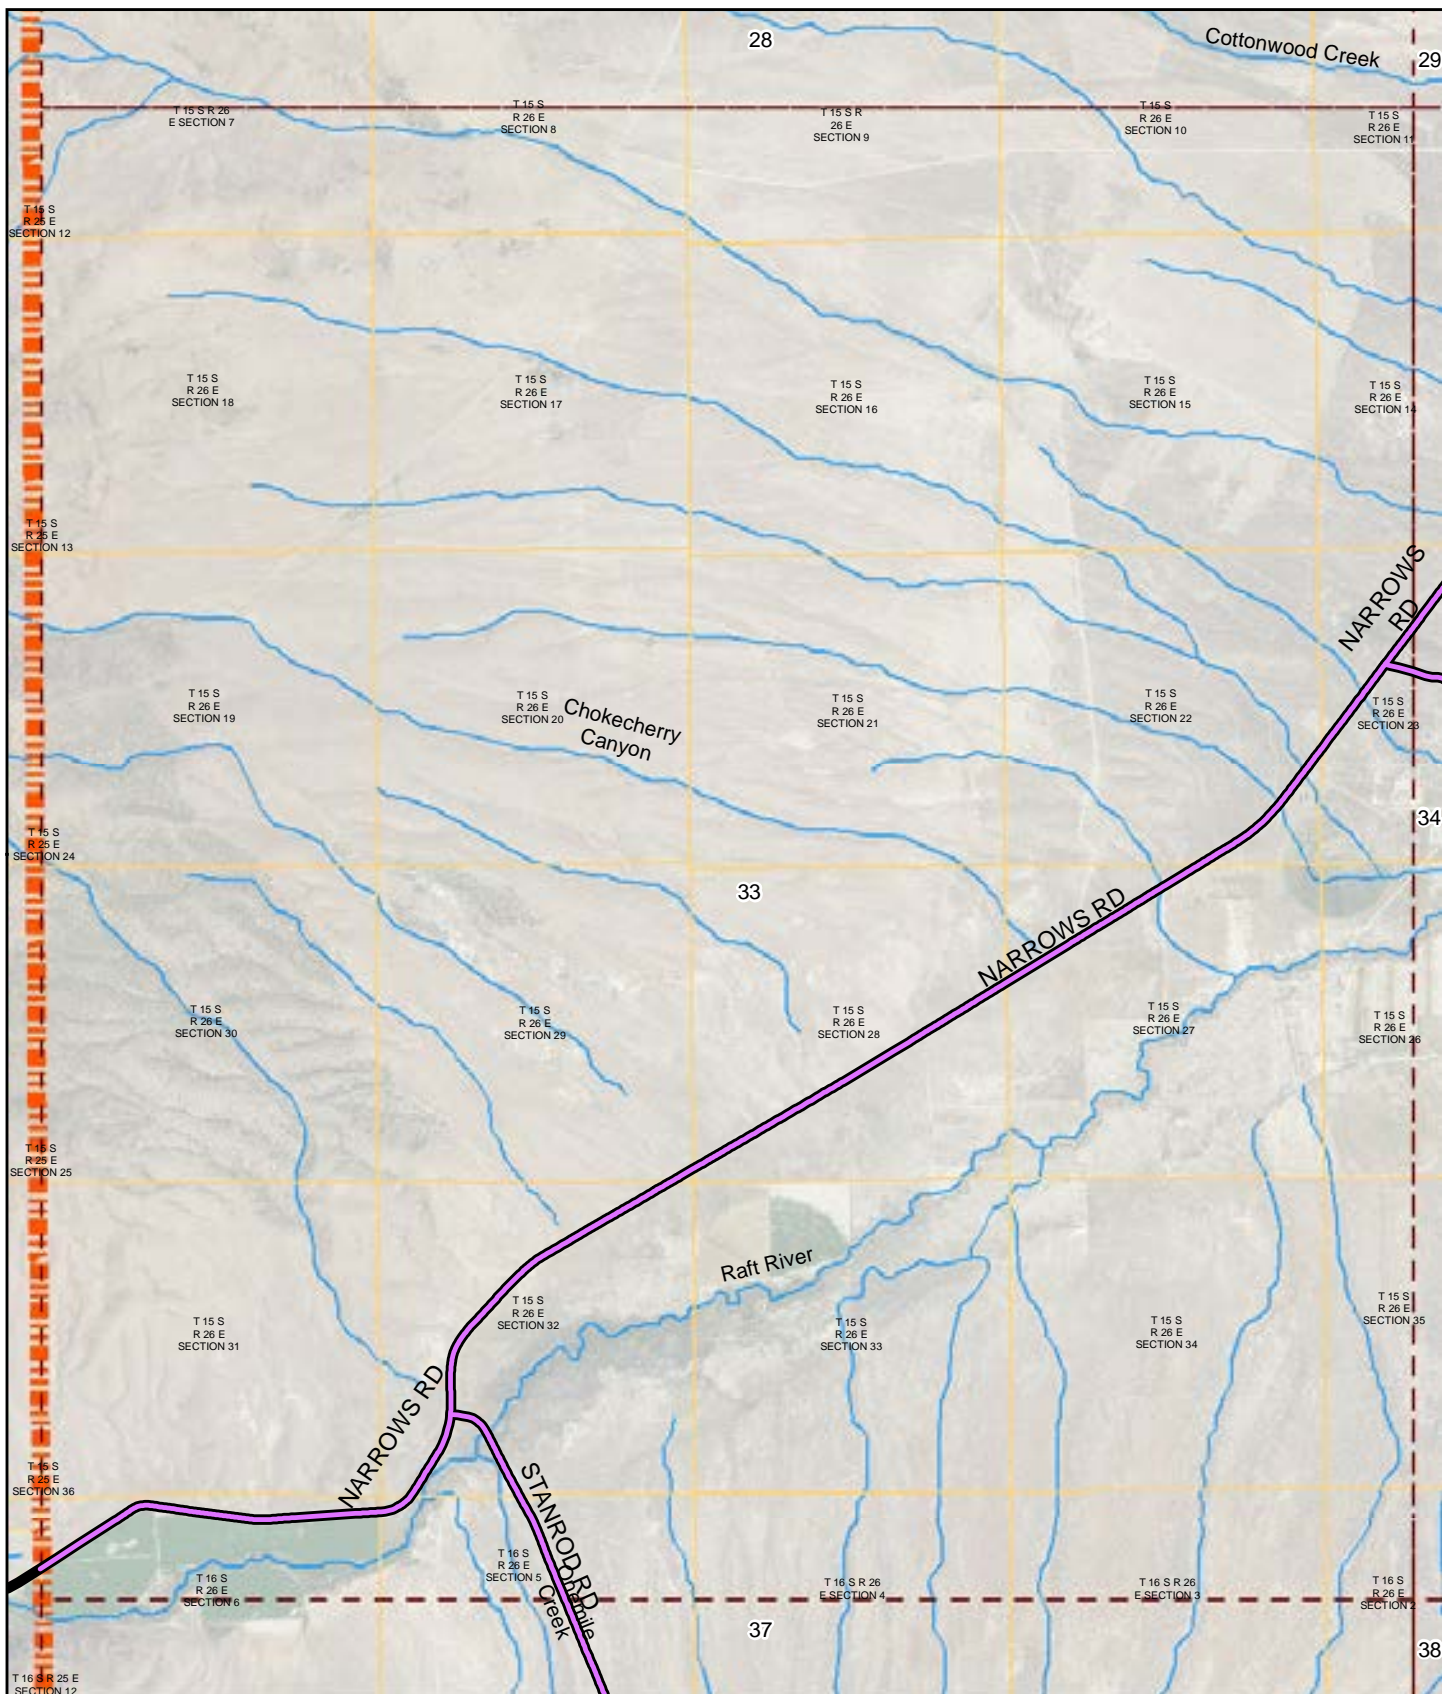 28
Cottonwood Creek
29
T 15 S R 26
E SECTION 7
T 15 S
R 26 E
SECTION 8
T 15 S R
26 E
SECTION 9
T 15 S
R 26 E
SECTION 10
T 15 S
R 26 E
SECTION 11
T 15 S
R 25 E
SECTION 12
T 15 S
R 26 E
SECTION 18
T 15 S
R 26 E
SECTION 17
T 15 S
R 26 E
SECTION 16
T 15 S
R 26 E
SECTION 15
T 15 S
R 26 E
SECTION 14
T 15 S
R 25 E
SECTION 13
NARROWS
RD
T 15 S
R 26 E
SECTION 19
T 15 S
R 26 E
SECTION 20
Chokecherry
Canyon
T 15 S
R 26 E
SECTION 21
T 15 S
R 26 E
SECTION 22
T 15 S
R 26 E
SECTION 23
34
T 15 S
R 25 E
SECTION 24
33
NARROWS RD
T 15 S
R 26 E
SECTION 30
T 15 S
R 26 E
SECTION 29
T 15 S
R 26 E
SECTION 28
T 15 S
R 26 E
SECTION 27
T 15 S
R 26 E
SECTION 26
T 15 S
R 25 E
SECTION 25
Raft River
T 15 S
R 26 E
SECTION 31
T 15 S
R 26 E
SECTION 32
T 15 S
R 26 E
SECTION 33
T 15 S
R 26 E
SECTION 34
T 15 S
R 26 E
SECTION 35
NARROWS RD
T 15 S
R 25 E
SECTION 36
STANROD RD
T 16 S
R 26 E
SECTION 6
T 16 S
R 26 E
SECTION 5
Onemile
Creek
T 16 S R 26
E SECTION 4
T 16 S R 26
E SECTION 3
T 16 S
R 26 E
SECTION 2
37
38
T 16 S R 25 E
SECTION 12